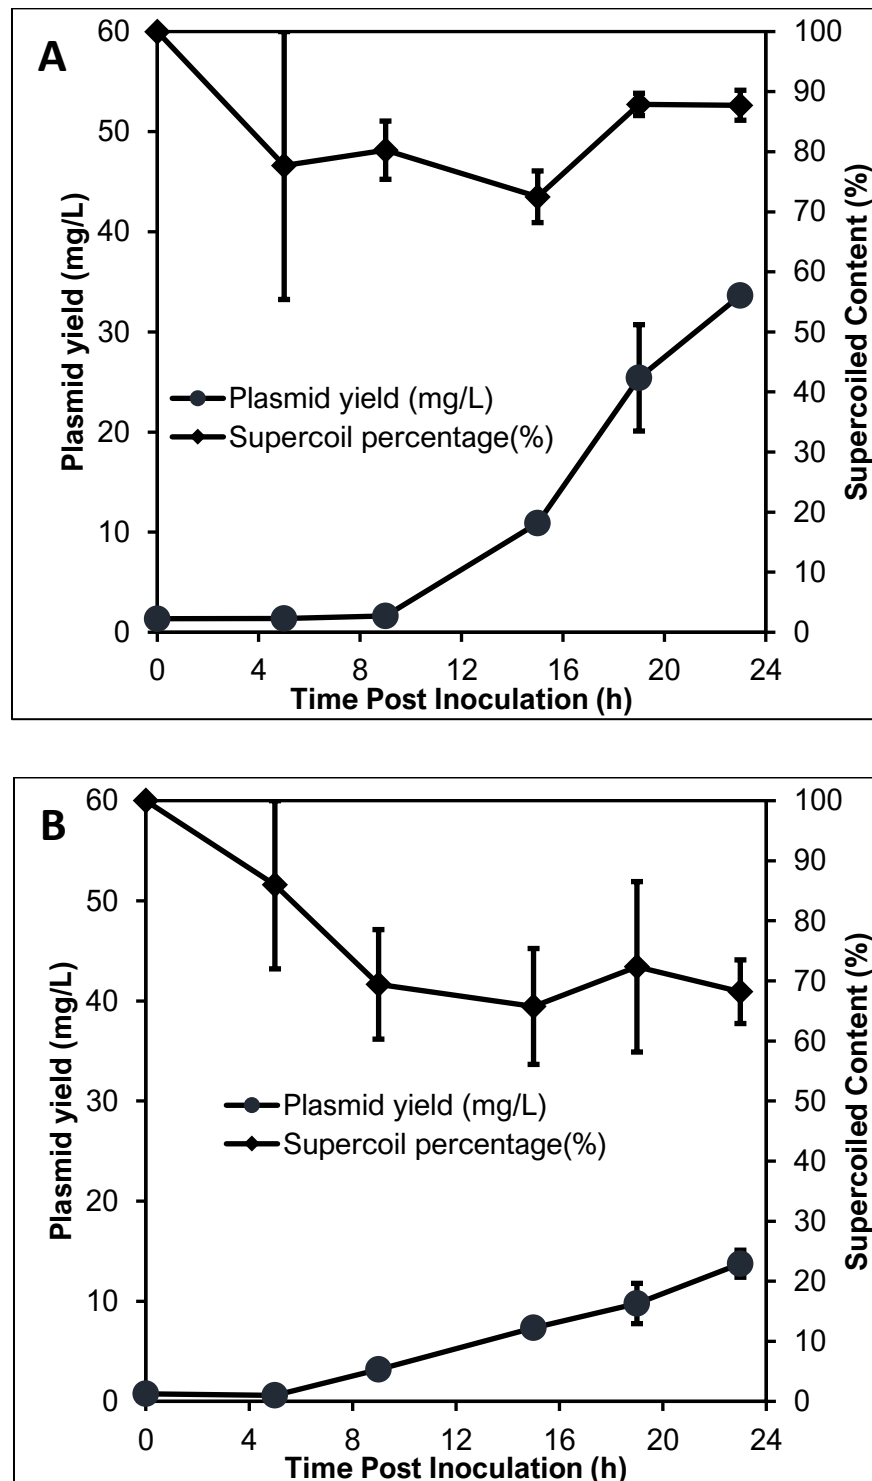 A
60
50
40
30
20
10
0
Plasmid yield (mg/L)
100
90
80
70
60
50
40
30
20
10
0
Supercoiled Content (%)
Plasmid yield (mg/L)
Supercoil percentage(%)
0 4 8 12 16 20 24
Time Post Inoculation (h)
B
60
50
40
30
20
10
0
Plasmid yield (mg/L)
100
90
80
70
60
50
40
30
20
10
0
Supercoiled Content (%)
Plasmid yield (mg/L)
Supercoil percentage(%)
0 4 8 12 16 20 24
Time Post Inoculation (h)